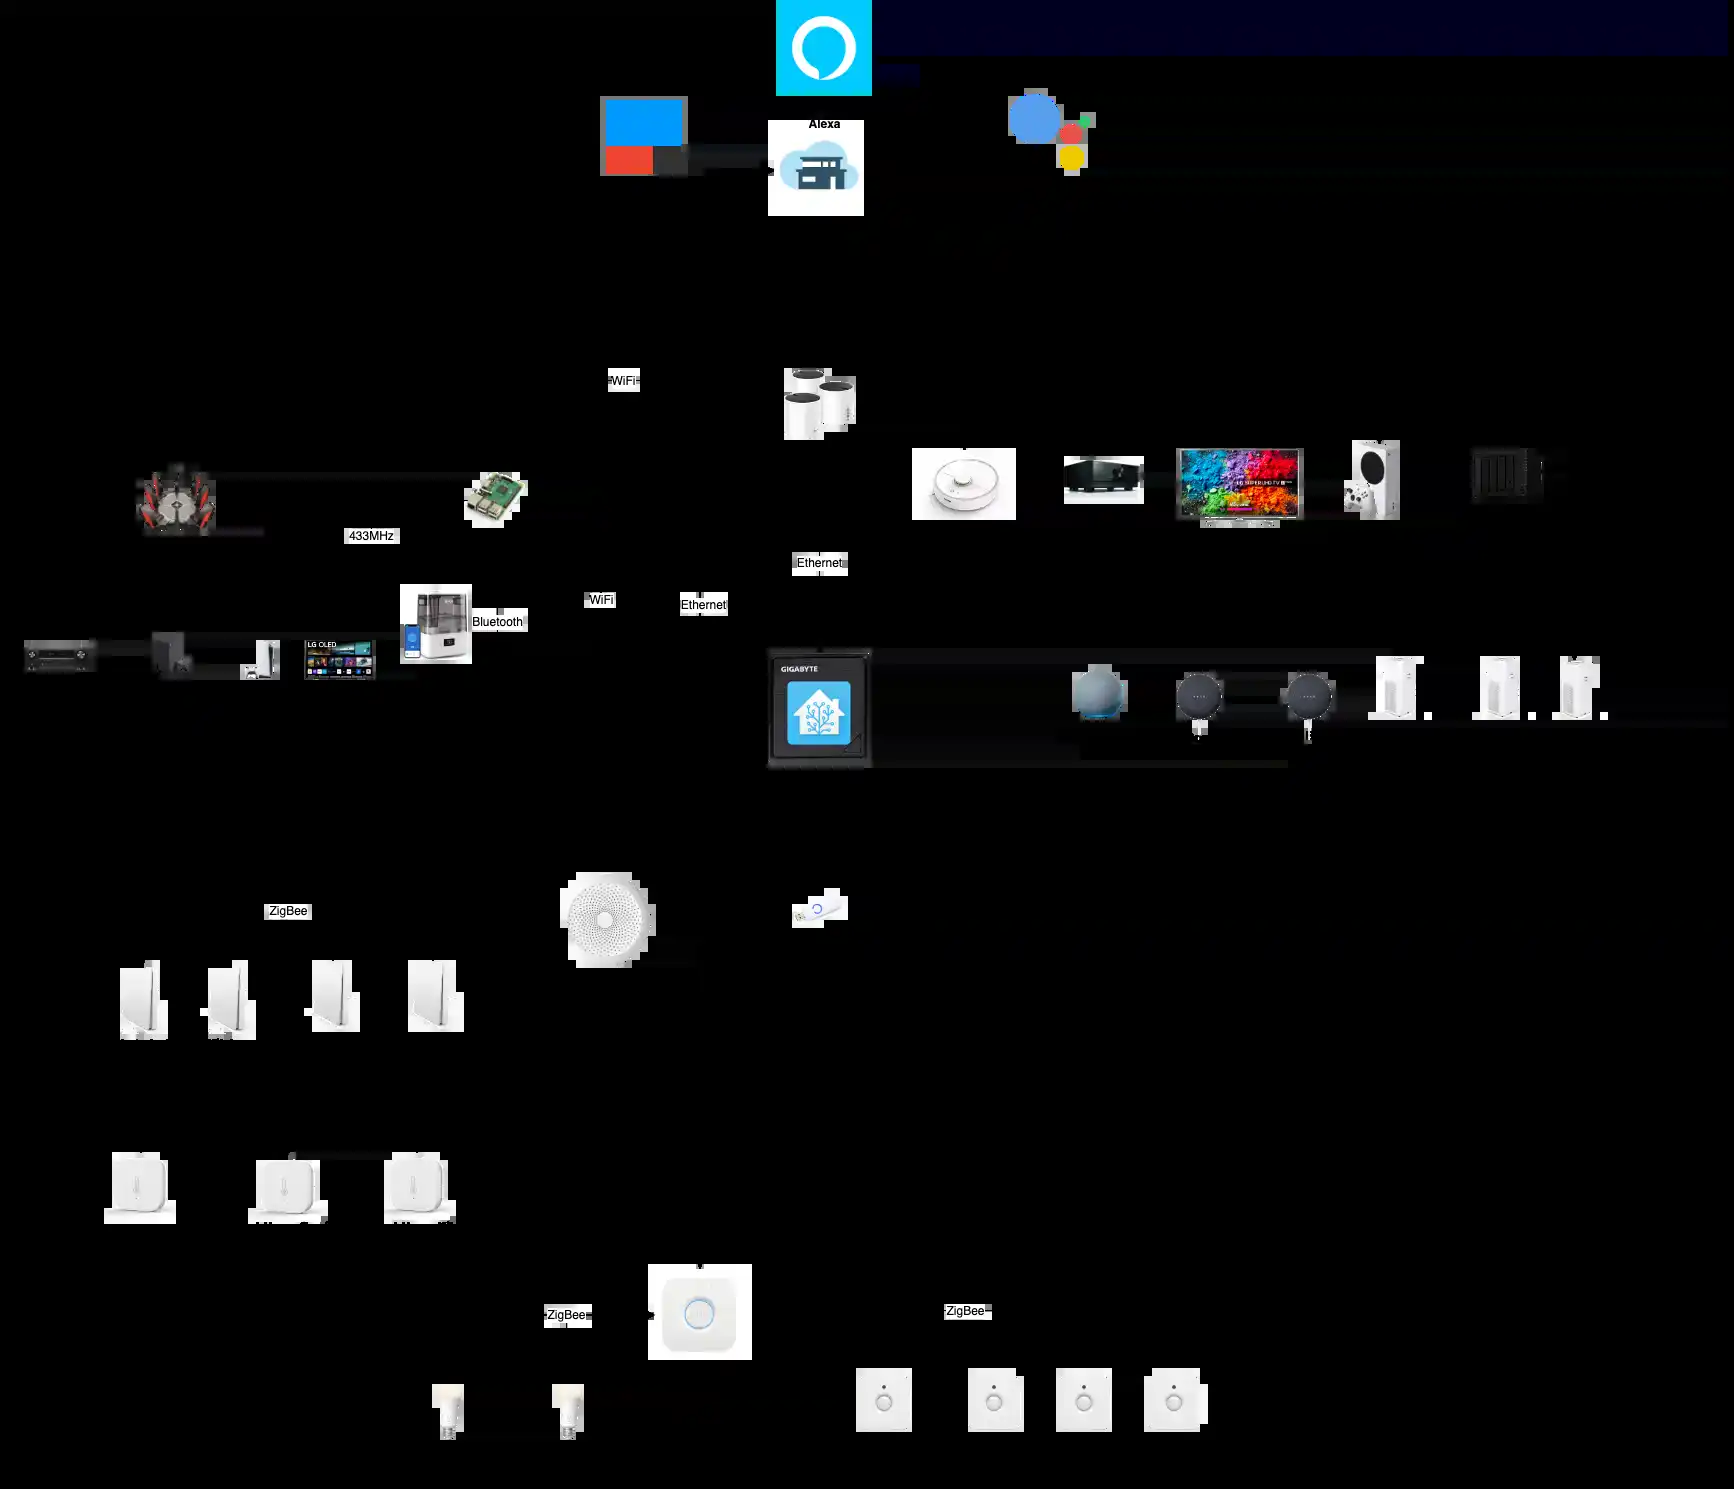 Alexa
WiFi
433MHz
Ethernet
WiFi
Ethernet
Bluetooth
LG OLED
GIGABYTE
ZigBee
ZigBee
ZigBee